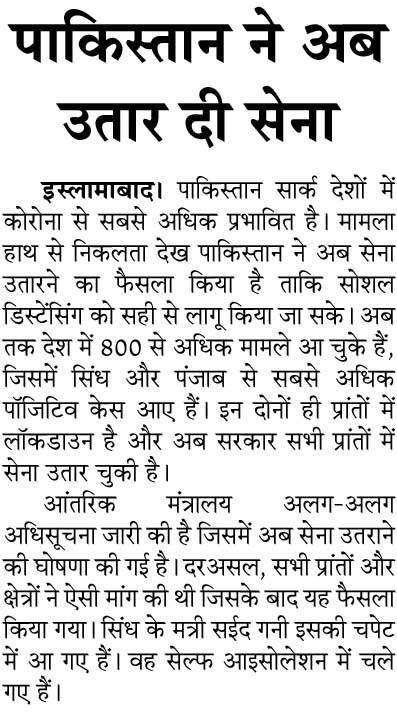 पाकिस्तान ने अब
उतार दी सेना
इस्लामाबाद। पाकिस्तान सार्क देशों में
कोरोना से सबसे अधिक प्रभावित है। मामला
हाथ से निकलता देख पाकिस्तान ने अब सेना
उतारने का फैसला किया है ताकि सोशल
डिस्टेंसिंग को सही से लागू किया जा सके। अब
तक देश में 800 से अधिक मामले आ चुके हैं,
जिसमें सिंध और पंजाब से सबसे अधिक
पॉजिटिव केस आए हैं। इन दोनों ही प्रांतों में
लॉकडाउन है और अब सरकार सभी प्रांतों में
सेना उतार चुकी है।
आंतरिक मंत्रालय अलग-अलग
अधिसूचना जारी की है जिसमें अब सेना उतराने
की घोषणा की गई है। दरअसल, सभी प्रांतों और
क्षेत्रों ने ऐसी मांग की थी जिसके बाद यह फैसला
किया गया। सिंध के मत्री सईद गनी इसकी चपेट
में आ गए हैं। वह सेल्फ आइसोलेशन में चले
गए हैं।